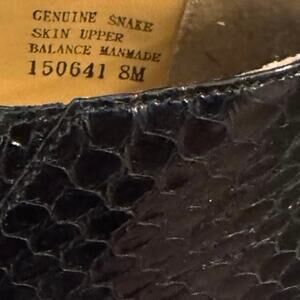 GENUINE SNAKE
SKIN UPPER
BALANCE MANMADE
150641 8M